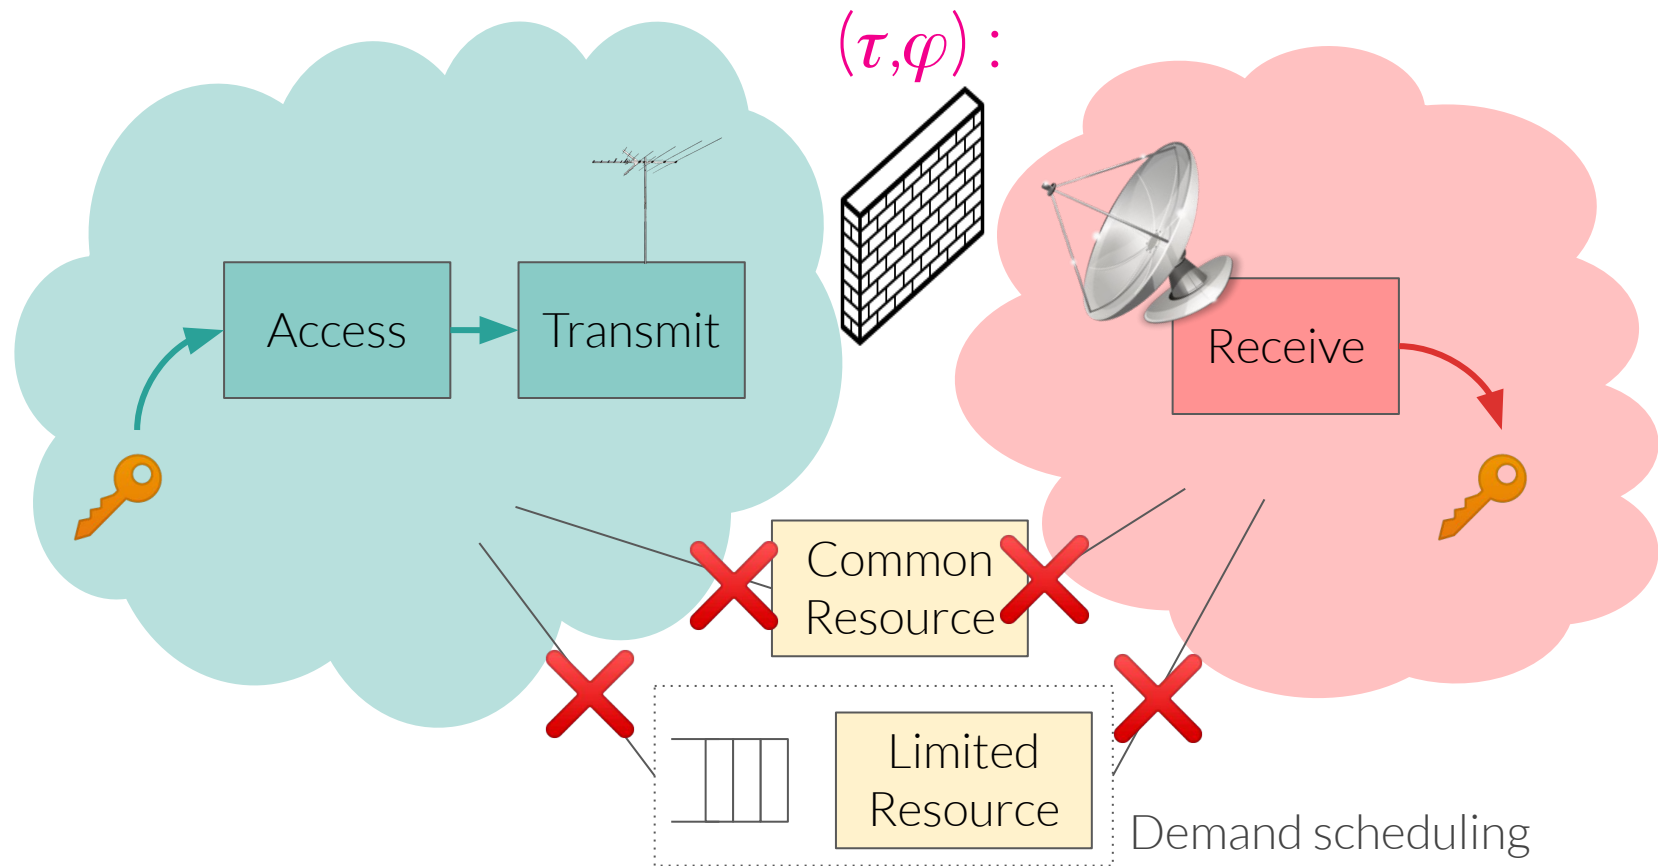 (τ,φ) :
Access
Transmit
Receive
Common
Resource
Limited
Resource
Demand scheduling